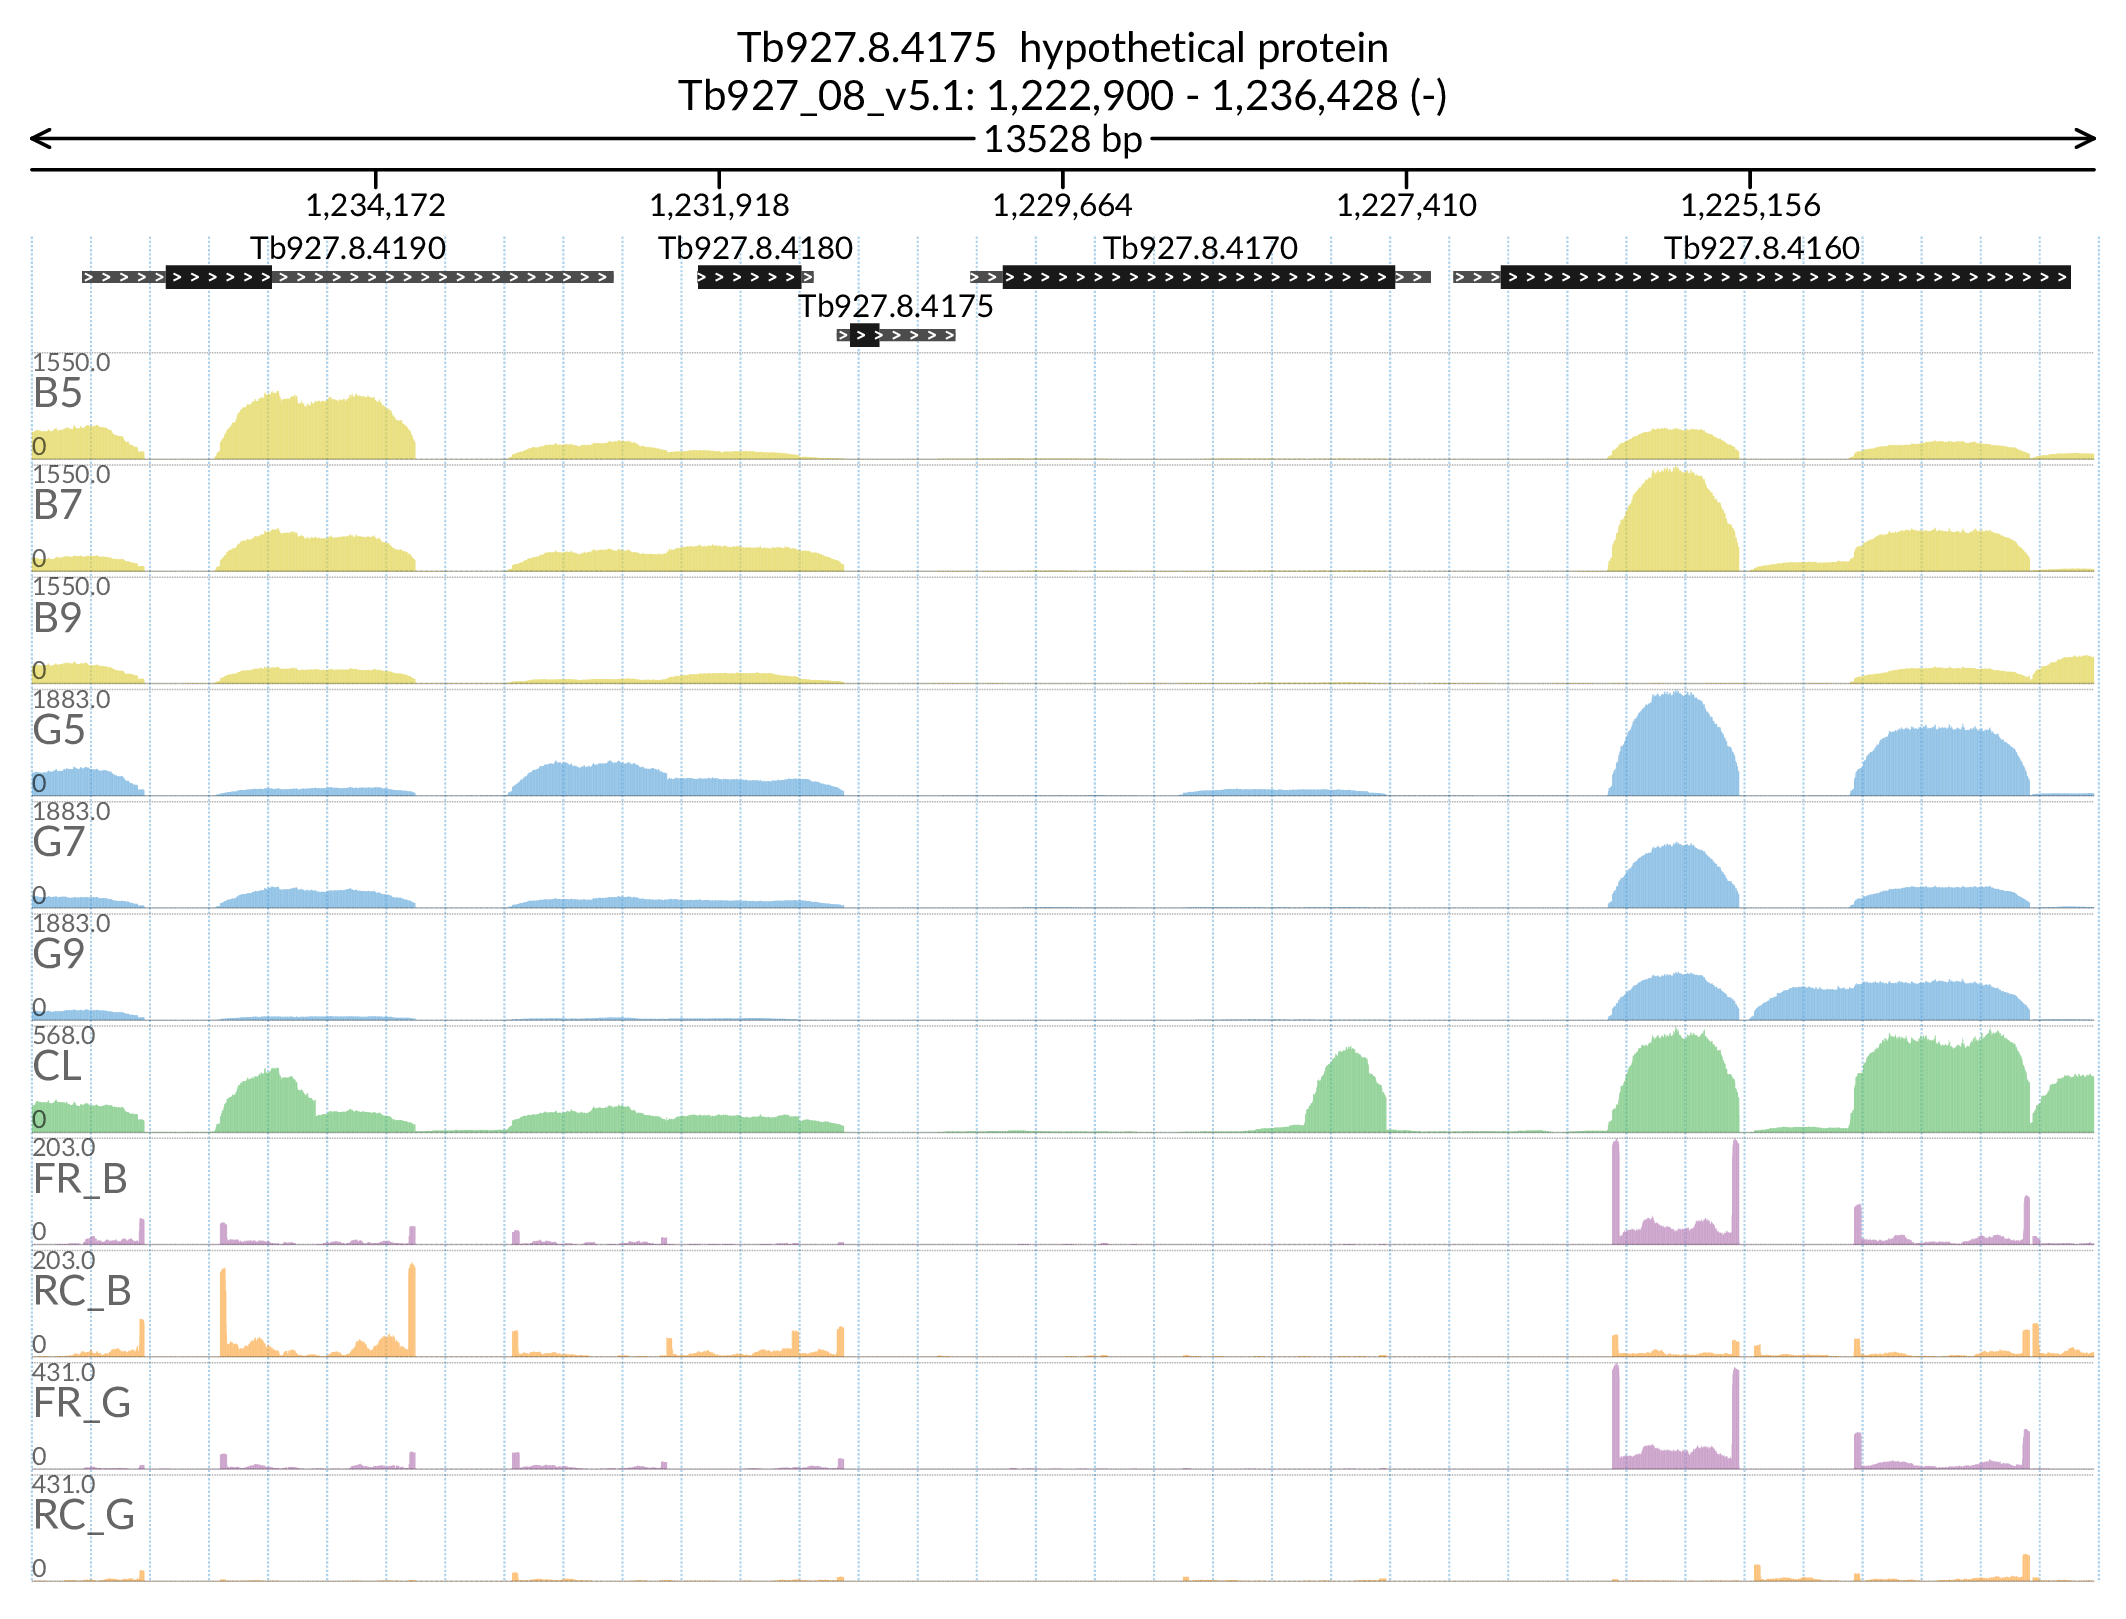 Tb927.8.4175  hypothetical protein
Tb927_08_v5.1: 1,222,900 - 1,236,428 (-)
13528 bp
1,234,172 1,231,918 1,229,664 1,227,410 1,225,156
Tb927.8.4190 Tb927.8.4180 Tb927.8.4170 Tb927.8.4160
Tb927.8.4175
1550.0
B5
0
1550.0
B7
0
1550.0
B9
0
1883.0
G5
0
1883.0
G7
0
1883.0
G9
0
568.0
CL
0
203.0
FR_B
0
203.0
RC_B
0
431.0
FR_G
0
431.0
RC_G
0